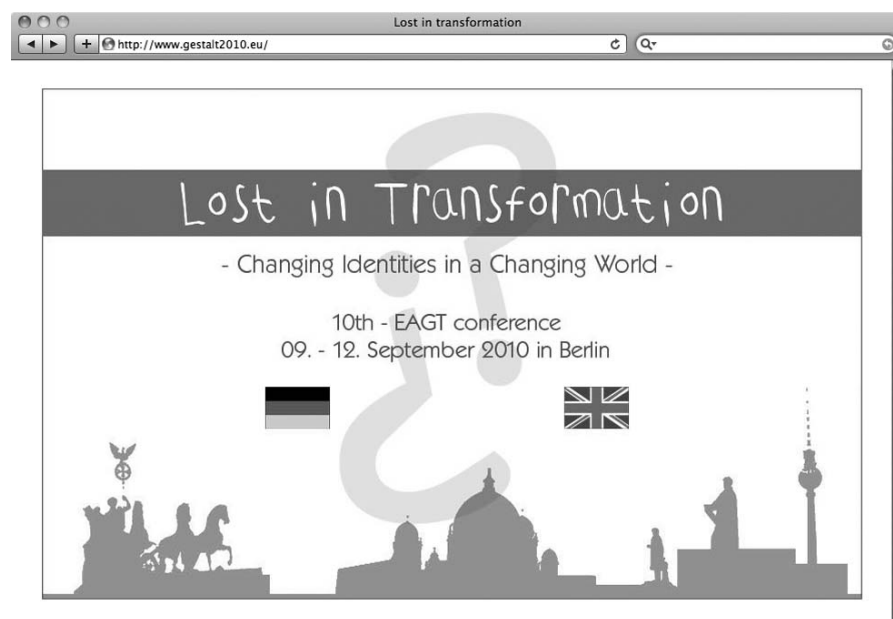 Lost in transformation
http://www.gestalt2010.eu/
Lost in Transformation
- Changing Identities in a Changing World -
10th - EAGT conference
09. - 12. September 2010 in Berlin